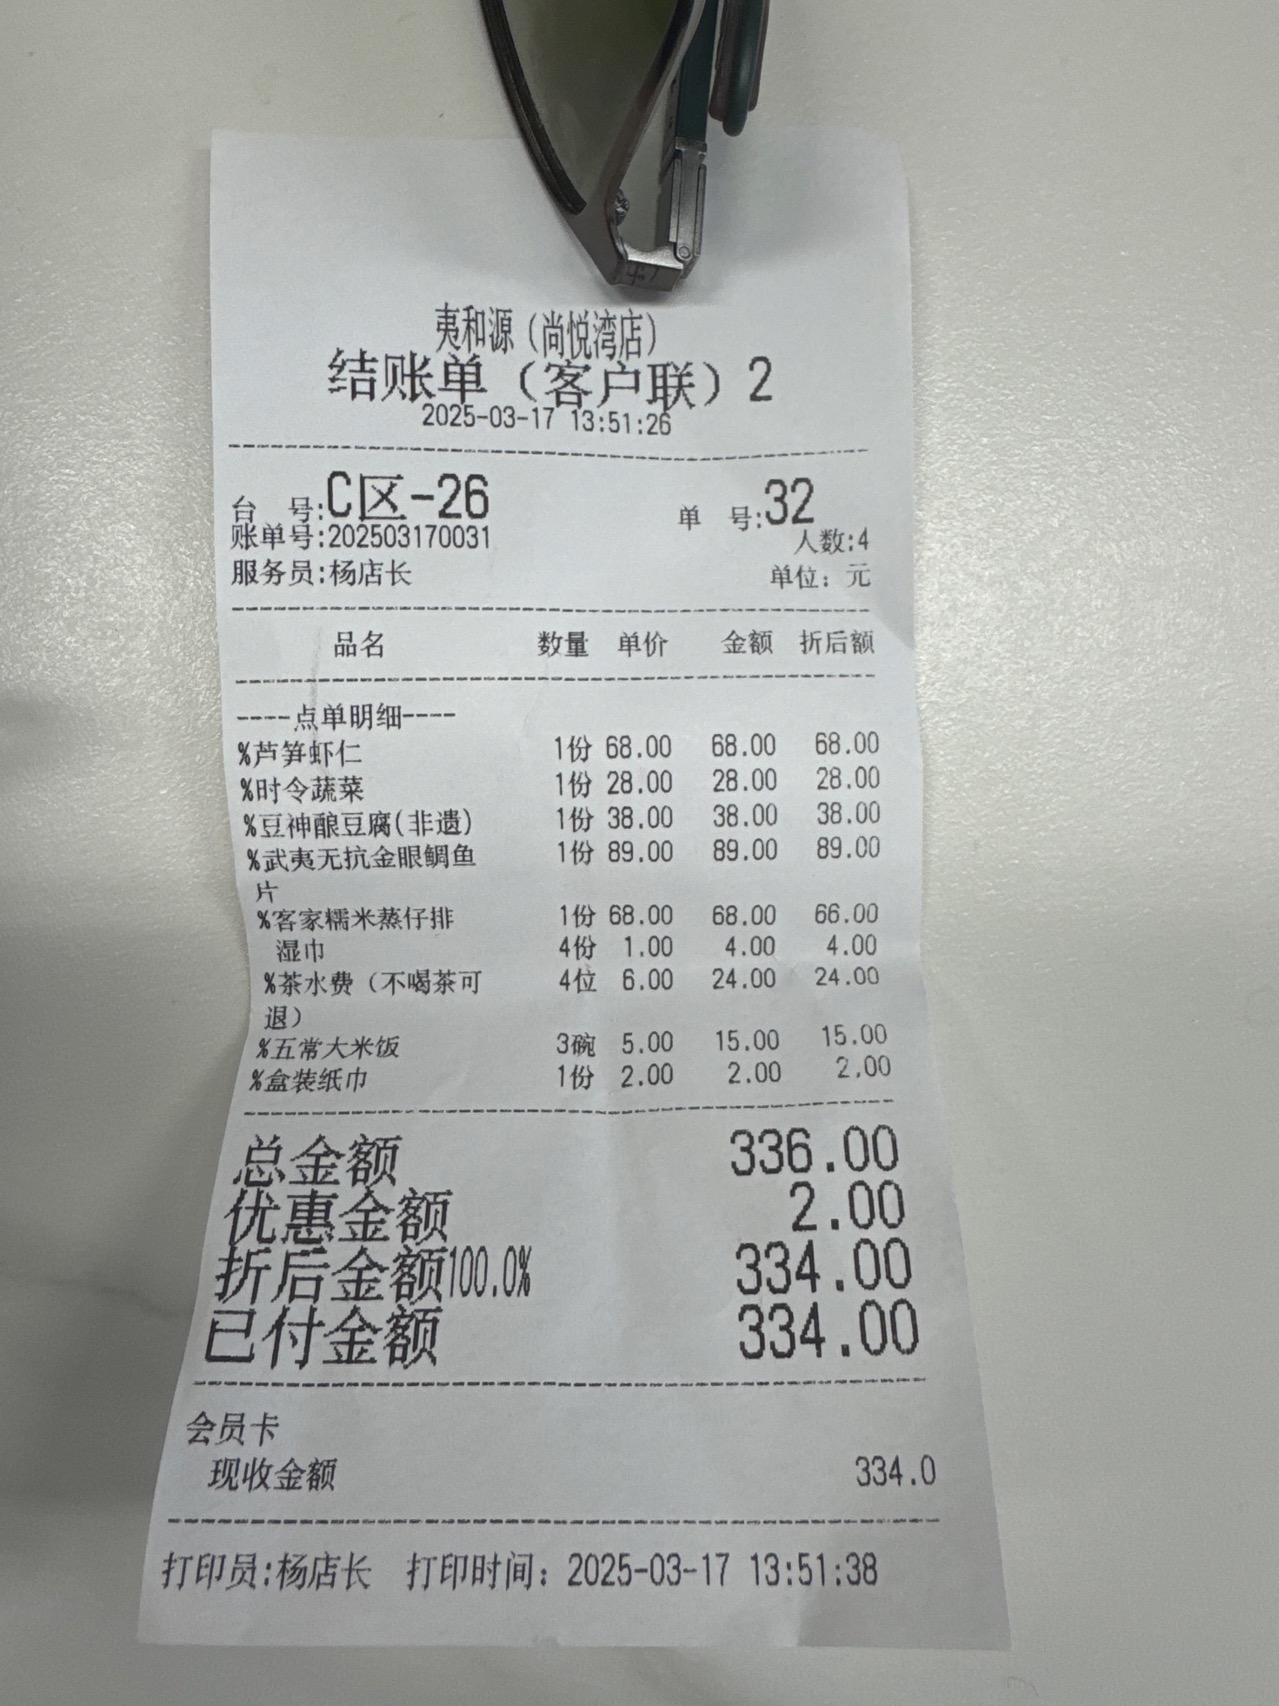 夷和源（尚悦湾店）
结账单（客户联）2
2025-03-17 13:51:26
台 号:C区-26 单 号:32
账单号:202503170031 人数:4
服务员:杨店长 单位：元
品名 数量 单价 金额 折后额
----点单明细----
%芦笋虾仁 1份 68.00 68.00 68.00
%时令蔬菜 1份 28.00 28.00 28.00
%豆神酿豆腐(非遗) 1份 38.00 38.00 38.00
%武夷无抗金眼鲷鱼 1份 89.00 89.00 89.00
片
%客家糯米蒸仔排 1份 68.00 68.00 66.00
湿巾 4份 1.00 4.00 4.00
%茶水费（不喝茶可 4位 6.00 24.00 24.00
退）
%五常大米饭 3碗 5.00 15.00 15.00
%盒装纸巾 1份 2.00 2.00 2.00
总金额 336.00
优惠金额 2.00
折后金额100.0% 334.00
已付金额 334.00
会员卡
现收金额 334.0
打印员:杨店长 打印时间：2025-03-17 13:51:38